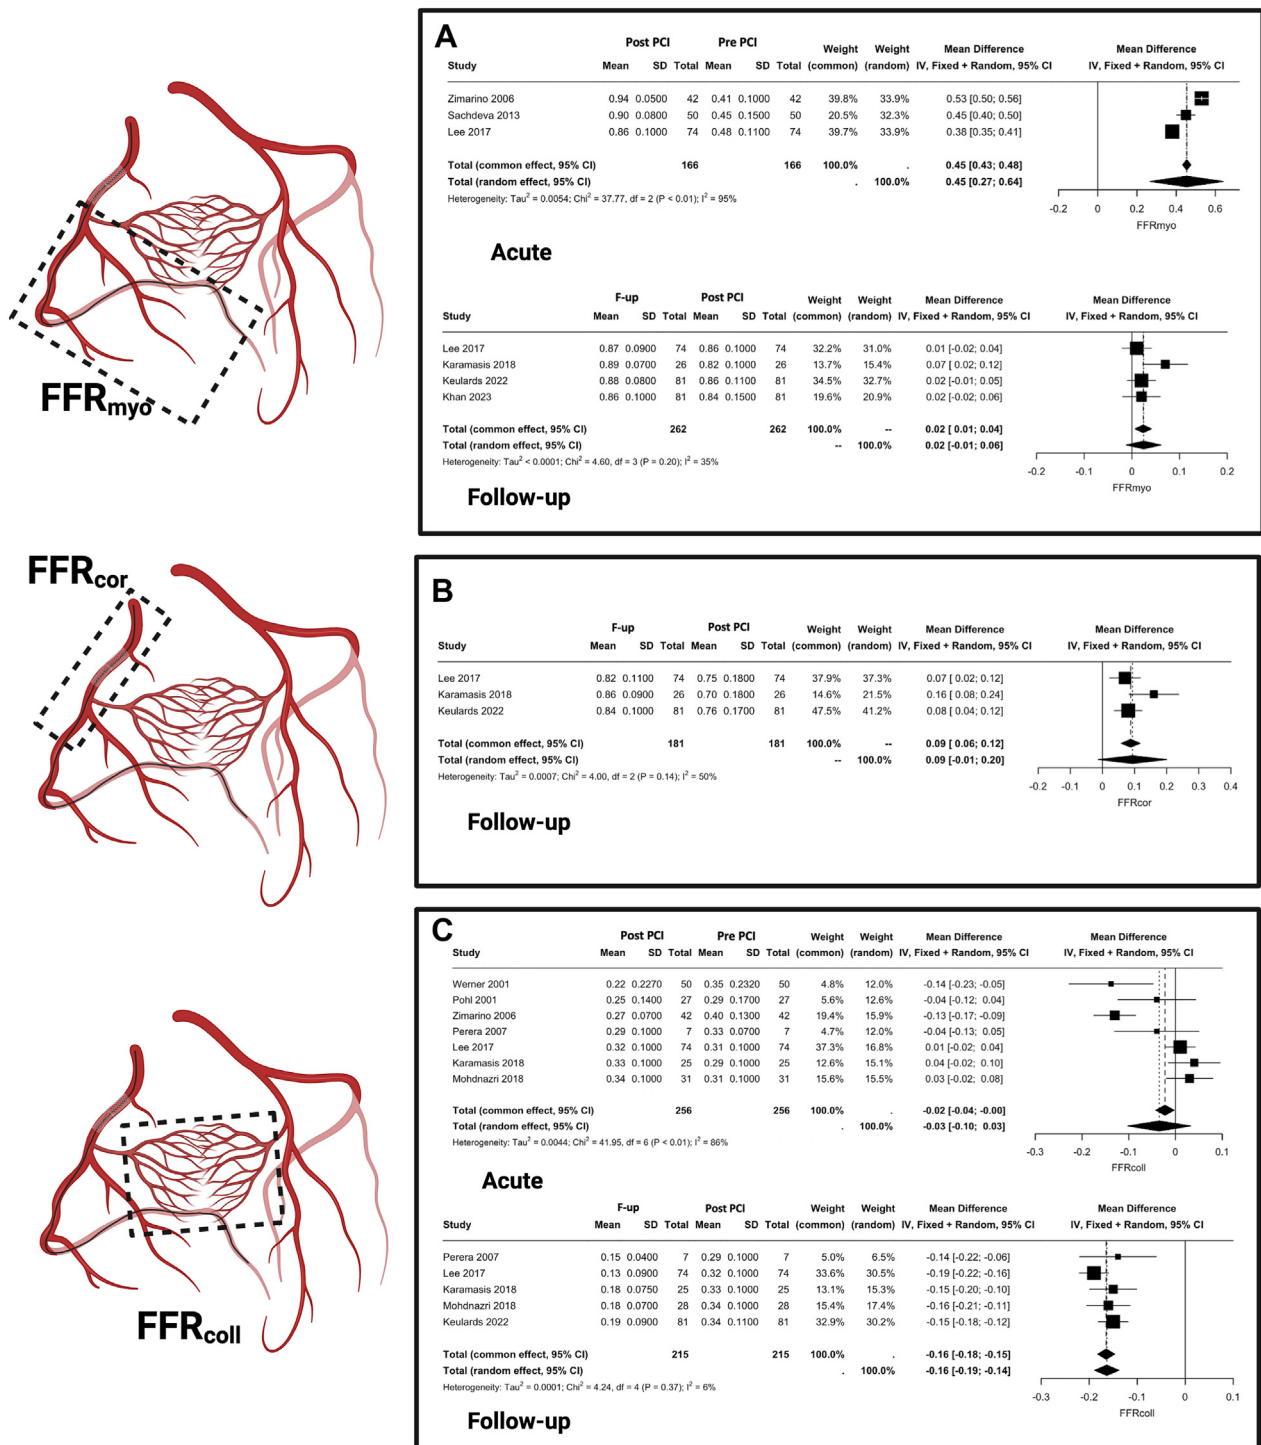 FFRmyo
FFRcor
FFRcoll
A
Post PCI Pre PCI Weight Weight Mean Difference Mean Difference
Study Mean SD Total Mean SD Total (common) (random) IV, Fixed + Random, 95% CI IV, Fixed + Random, 95% CI
Zimarino 2006 0.94 0.0500 42 0.41 0.1000 42 39.8% 33.9% 0.53 [0.50; 0.56]
Sachdeva 2013 0.90 0.0800 50 0.45 0.1500 50 20.5% 32.3% 0.45 [0.40; 0.50]
Lee 2017 0.86 0.1000 74 0.48 0.1100 74 39.7% 33.9% 0.38 [0.35; 0.41]
Total (common effect, 95% CI) 166 166 100.0% . 0.45 [0.43; 0.48]
Total (random effect, 95% CI) . 100.0% 0.45 [0.27; 0.64]
Heterogeneity: Tau² = 0.0054; Chi² = 37.77, df = 2 (P < 0.01); I² = 95%
-0.2 0 0.2 0.4 0.6
FFRmyo
Acute
F-up Post PCI Weight Weight Mean Difference Mean Difference
Study Mean SD Total Mean SD Total (common) (random) IV, Fixed + Random, 95% CI IV, Fixed + Random, 95% CI
Lee 2017 0.87 0.0900 74 0.86 0.1000 74 32.2% 31.0% 0.01 [-0.02; 0.04]
Karamasis 2018 0.89 0.0700 26 0.82 0.1000 26 13.7% 15.4% 0.07 [ 0.02; 0.12]
Keulards 2022 0.88 0.0800 81 0.86 0.1100 81 34.5% 32.7% 0.02 [-0.01; 0.05]
Khan 2023 0.86 0.1000 81 0.84 0.1500 81 19.6% 20.9% 0.02 [-0.02; 0.06]
Total (common effect, 95% CI) 262 262 100.0% -- 0.02 [ 0.01; 0.04]
Total (random effect, 95% CI) -- 100.0% 0.02 [-0.01; 0.06]
Heterogeneity: Tau² < 0.0001; Chi² = 4.60, df = 3 (P = 0.20); I² = 35%
-0.2 -0.1 0 0.1 0.2
FFRmyo
Follow-up
B
F-up Post PCI Weight Weight Mean Difference Mean Difference
Study Mean SD Total Mean SD Total (common) (random) IV, Fixed + Random, 95% CI IV, Fixed + Random, 95% CI
Lee 2017 0.82 0.1100 74 0.75 0.1800 74 37.9% 37.3% 0.07 [ 0.02; 0.12]
Karamasis 2018 0.86 0.0900 26 0.70 0.1800 26 14.6% 21.5% 0.16 [ 0.08; 0.24]
Keulards 2022 0.84 0.1000 81 0.76 0.1700 81 47.5% 41.2% 0.08 [ 0.04; 0.12]
Total (common effect, 95% CI) 181 181 100.0% -- 0.09 [ 0.06; 0.12]
Total (random effect, 95% CI) -- 100.0% 0.09 [-0.01; 0.20]
Heterogeneity: Tau² = 0.0007; Chi² = 4.00, df = 2 (P = 0.14); I² = 50%
-0.2 -0.1 0 0.1 0.2 0.3 0.4
FFRcor
Follow-up
C
Post PCI Pre PCI Weight Weight Mean Difference Mean Difference
Study Mean SD Total Mean SD Total (common) (random) IV, Fixed + Random, 95% CI IV, Fixed + Random, 95% CI
Werner 2001 0.22 0.2270 50 0.35 0.2320 50 4.8% 12.0% -0.14 [-0.23; -0.05]
Pohl 2001 0.25 0.1400 27 0.29 0.1700 27 5.6% 12.6% -0.04 [-0.12; 0.04]
Zimarino 2006 0.27 0.0700 42 0.40 0.1300 42 19.4% 15.9% -0.13 [-0.17; -0.09]
Perera 2007 0.29 0.1000 7 0.33 0.0700 7 4.7% 12.0% -0.04 [-0.13; 0.05]
Lee 2017 0.32 0.1000 74 0.31 0.1000 74 37.3% 16.8% 0.01 [-0.02; 0.04]
Karamasis 2018 0.33 0.1000 25 0.29 0.1000 25 12.6% 15.1% 0.04 [-0.02; 0.10]
Mohdnazri 2018 0.34 0.1000 31 0.31 0.1000 31 15.6% 15.5% 0.03 [-0.02; 0.08]
Total (common effect, 95% CI) 256 256 100.0% . -0.02 [-0.04; -0.00]
Total (random effect, 95% CI) . 100.0% -0.03 [-0.10; 0.03]
Heterogeneity: Tau² = 0.0044; Chi² = 41.95, df = 6 (P < 0.01); I² = 86%
-0.3 -0.2 -0.1 0 0.1
FFRcoll
Acute
F-up Post PCI Weight Weight Mean Difference Mean Difference
Study Mean SD Total Mean SD Total (common) (random) IV, Fixed + Random, 95% CI IV, Fixed + Random, 95% CI
Perera 2007 0.15 0.0400 7 0.29 0.1000 7 5.0% 6.5% -0.14 [-0.22; -0.06]
Lee 2017 0.13 0.0900 74 0.32 0.1000 74 33.6% 30.5% -0.19 [-0.22; -0.16]
Karamasis 2018 0.18 0.0750 25 0.33 0.1000 25 13.1% 15.3% -0.15 [-0.20; -0.10]
Mohdnazri 2018 0.18 0.0700 28 0.34 0.1000 28 15.4% 17.4% -0.16 [-0.21; -0.11]
Keulards 2022 0.19 0.0900 81 0.34 0.1100 81 32.9% 30.2% -0.15 [-0.18; -0.12]
Total (common effect, 95% CI) 215 215 100.0% . -0.16 [-0.18; -0.15]
Total (random effect, 95% CI) . 100.0% -0.16 [-0.19; -0.14]
Heterogeneity: Tau² = 0.0001; Chi² = 4.24, df = 4 (P = 0.37); I² = 6%
-0.3 -0.2 -0.1 0 0.1
FFRcoll
Follow-up